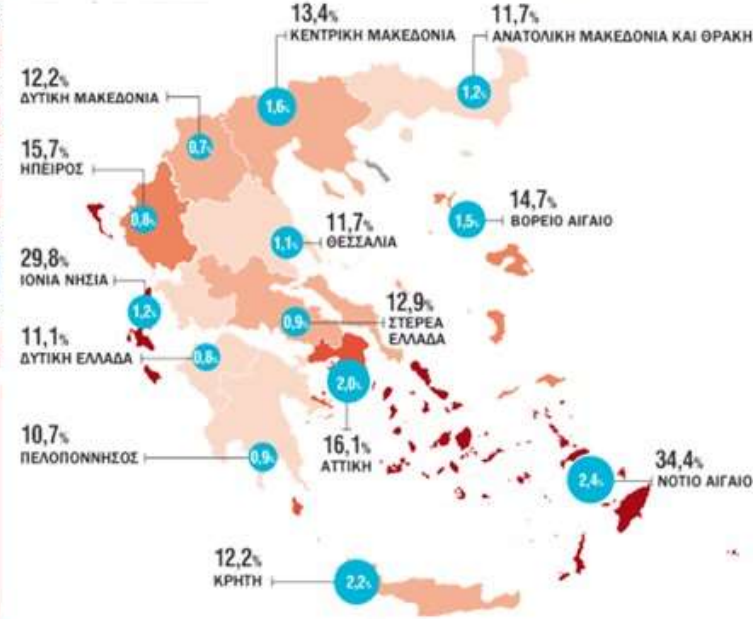 13,4%
ΚΕΝΤΡΙΚΗ ΜΑΚΕΔΟΝΙΑ
1,6%
11,7%
ΑΝΑΤΟΛΙΚΗ ΜΑΚΕΔΟΝΙΑ ΚΑΙ ΘΡΑΚΗ
1,2%
12,2%
ΔΥΤΙΚΗ ΜΑΚΕΔΟΝΙΑ
0,7%
15,7%
ΗΠΕΙΡΟΣ
0,8%
14,7%
ΒΟΡΕΙΟ ΑΙΓΑΙΟ
1,5%
11,7%
ΘΕΣΣΑΛΙΑ
1,1%
29,8%
ΙΟΝΙΑ ΝΗΣΙΑ
1,2%
12,9%
ΣΤΕΡΕΑ
ΕΛΛΑΔΑ
0,9%
11,1%
ΔΥΤΙΚΗ ΕΛΛΑΔΑ
0,8%
2,0%
16,1%
ΑΤΤΙΚΗ
10,7%
ΠΕΛΟΠΟΝΝΗΣΟΣ
0,9%
34,4%
ΝΟΤΙΟ ΑΙΓΑΙΟ
2,4%
12,2%
ΚΡΗΤΗ
2,2%